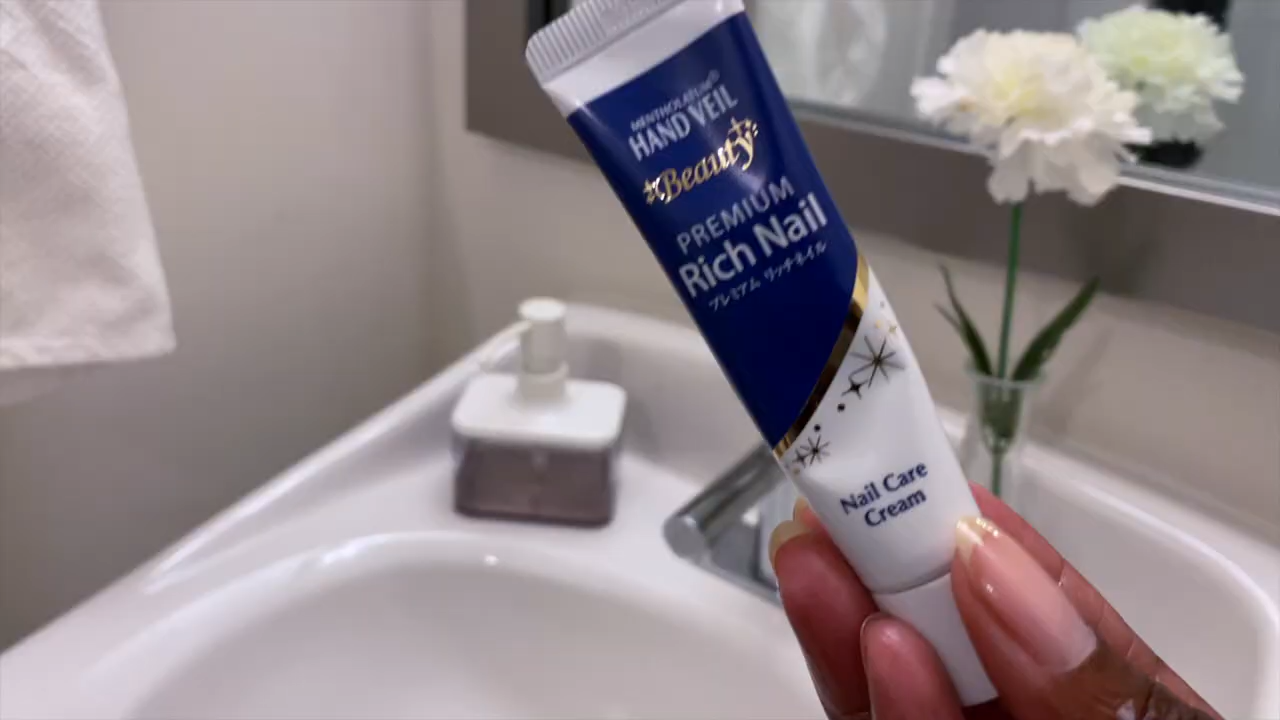 MENTHOLATUM®
HAND VEIL
Beauty
PREMIUM
Rich Nail
プレミアム リッチネイル
Nail Care
Cream